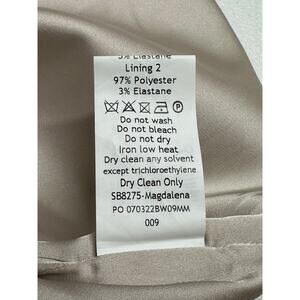 5% Elastane
Lining 2
97% Polyester
3% Elastane
P
Do not wash
Do not bleach
Do not dry
Iron low heat
Dry clean any solvent
except trichloroethylene
Dry Clean Only
SB8275-Magdalena
PO 070322BW09MM
009